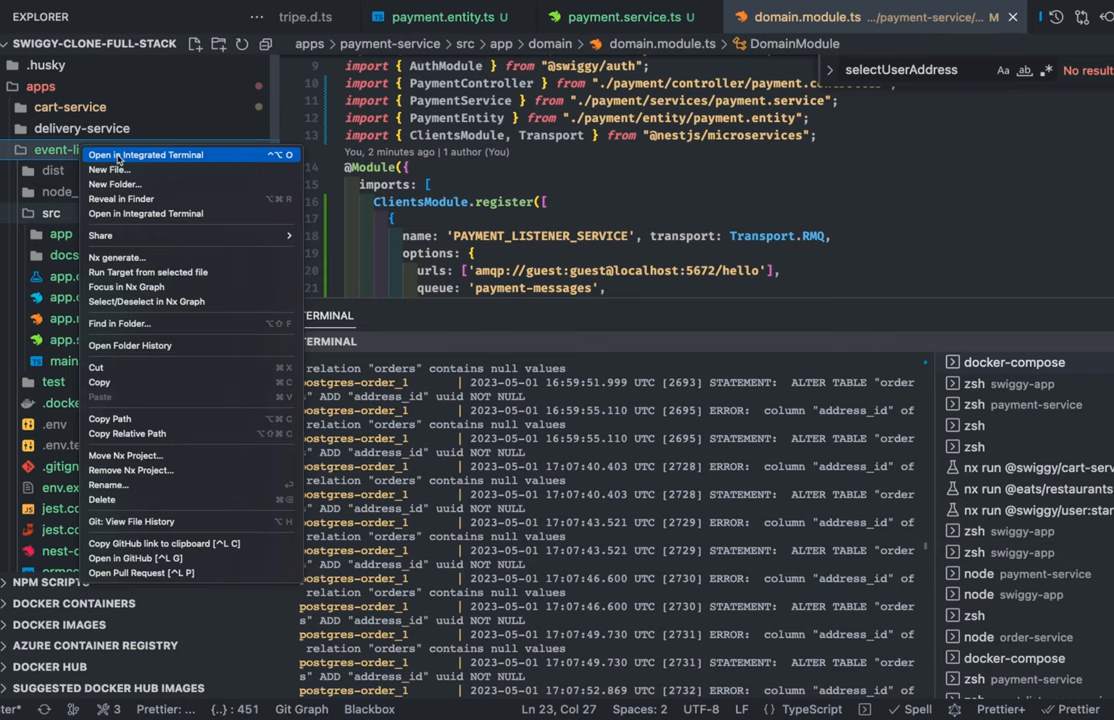 EXPLORER
tripe.d.ts
payment.entity.ts U
payment.service.ts U
domain.module.ts .../payment-service/... M
SWIGGY-CLONE-FULL-STACK
apps > payment-service > src > app > domain > domain.module.ts > DomainModule
.husky
apps
cart-service
delivery-service
event-li
dist
node_
src
app
docs
app.
app.c
app.r
app.s
main
test
.docke
.env
.env.te
.gitign
env.ex
jest.co
jest.co
nest-c
ormco
NPM SCRIPTS
DOCKER CONTAINERS
DOCKER IMAGES
AZURE CONTAINER REGISTRY
DOCKER HUB
SUGGESTED DOCKER HUB IMAGES
Open in Integrated Terminal ^⌥ O
New File...
New Folder...
Reveal in Finder ⌥⌘ R
Open in Integrated Terminal
Share
Nx generate...
Run Target from selected file
Focus in Nx Graph
Select/Deselect in Nx Graph
Find in Folder... ⌥⇧ F
Open Folder History
Cut ⌘ X
Copy ⌘ C
Paste ⌘ V
Copy Path ⌥⌘ C
Copy Relative Path ⌥⇧⌘ C
Move Nx Project...
Remove Nx Project...
Rename...
Delete ⌘⌫
Git: View File History ⌥ H
Copy GitHub link to clipboard [^L C]
Open in GitHub [^L G]
Open Pull Request [^L P]
selectUserAddress Aa ab .* No result
9 import { AuthModule } from "@swiggy/auth";
10 import { PaymentController } from "./payment/controller/payment.
11 import { PaymentService } from "./payment/services/payment.service";
12 import { PaymentEntity } from "./payment/entity/payment.entity";
13 import { ClientsModule, Transport } from "@nestjs/microservices";
You, 2 minutes ago | 1 author (You)
14 @Module({
15 imports: [
16 ClientsModule.register([
17 {
18 name: 'PAYMENT_LISTENER_SERVICE', transport: Transport.RMQ,
19 options: {
20 urls: ['amqp://guest:guest@localhost:5672/hello'],
21 queue: 'payment-messages',
TERMINAL
TERMINAL
relation "orders" contains null values
postgres-order_1 | 2023-05-01 16:59:51.999 UTC [2693] STATEMENT: ALTER TABLE "order
s" ADD "address_id" uuid NOT NULL
postgres-order_1 | 2023-05-01 16:59:55.110 UTC [2695] ERROR: column "address_id" of
relation "orders" contains null values
postgres-order_1 | 2023-05-01 16:59:55.110 UTC [2695] STATEMENT: ALTER TABLE "order
s" ADD "address_id" uuid NOT NULL
postgres-order_1 | 2023-05-01 17:07:40.403 UTC [2728] ERROR: column "address_id" of
relation "orders" contains null values
postgres-order_1 | 2023-05-01 17:07:40.403 UTC [2728] STATEMENT: ALTER TABLE "order
s" ADD "address_id" uuid NOT NULL
postgres-order_1 | 2023-05-01 17:07:43.529 UTC [2729] ERROR: column "address_id" of
relation "orders" contains null values
postgres-order_1 | 2023-05-01 17:07:43.529 UTC [2729] STATEMENT: ALTER TABLE "order
s" ADD "address_id" uuid NOT NULL
postgres-order_1 | 2023-05-01 17:07:46.600 UTC [2730] ERROR: column "address_id" of
relation "orders" contains null values
postgres-order_1 | 2023-05-01 17:07:46.600 UTC [2730] STATEMENT: ALTER TABLE "order
s" ADD "address_id" uuid NOT NULL
postgres-order_1 | 2023-05-01 17:07:49.730 UTC [2731] ERROR: column "address_id" of
relation "orders" contains null values
postgres-order_1 | 2023-05-01 17:07:49.730 UTC [2731] STATEMENT: ALTER TABLE "order
s" ADD "address_id" uuid NOT NULL
postgres-order_1 | 2023-05-01 17:07:52.869 UTC [2732] ERROR: column "address_id" of
docker-compose
zsh swiggy-app
zsh payment-service
zsh
zsh
nx run @swiggy/cart-serv
nx run @eats/restaurants
nx run @swiggy/user:star
zsh swiggy-app
zsh swiggy-app
node payment-service
node swiggy-app
zsh
node order-service
docker-compose
zsh payment-service
ster* 3 Prettier: ... {..} : 451 Git Graph Blackbox Ln 23, Col 27 Spaces: 2 UTF-8 LF {} TypeScript Spell Prettier+ Prettier